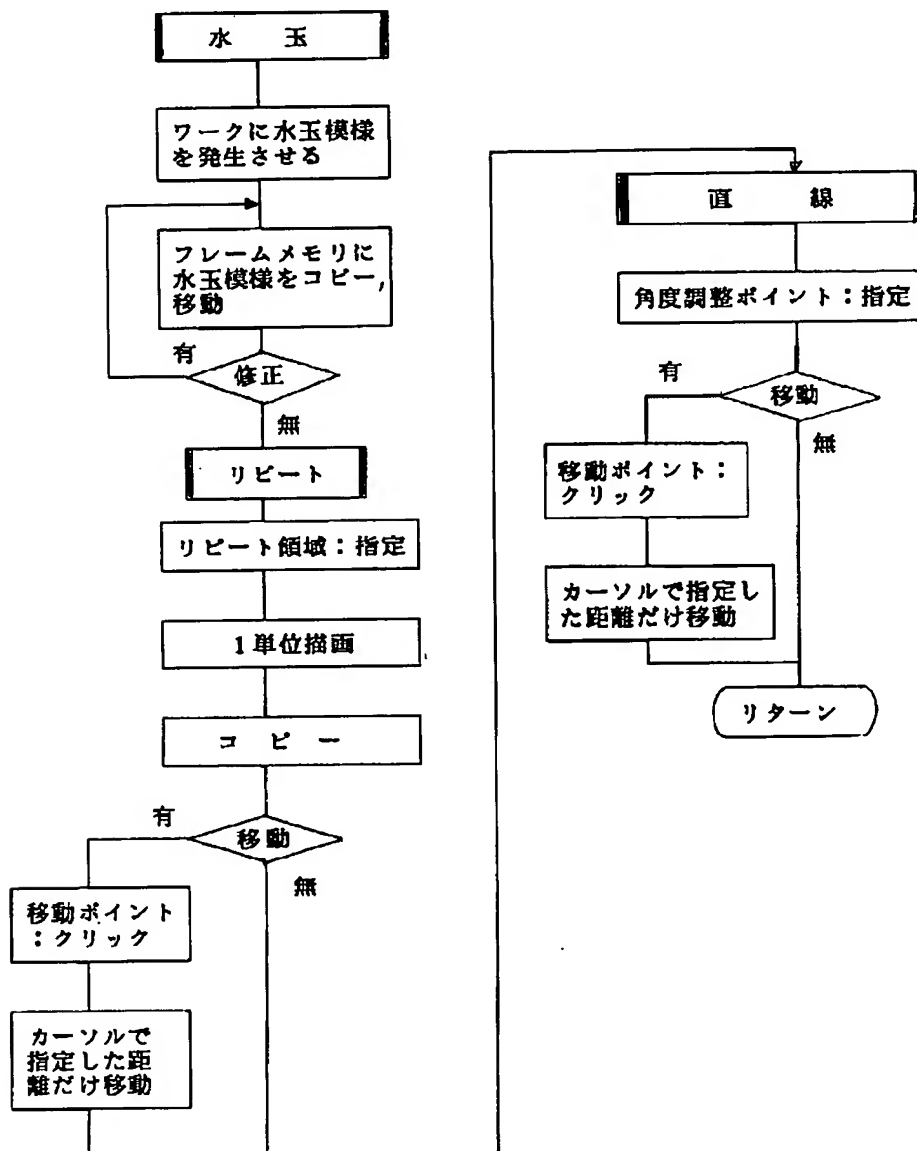 水 玉
ワークに水玉模様
を発生させる
フレームメモリに
水玉模様をコピー,
移動
有
修正
無
リピート
リピート領域：指定
1単位描画
コピー
有
移動
無
移動ポイント
：クリック
カーソルで
指定した距
離だけ移動
直 線
角度調整ポイント：指定
有
移動
無
移動ポイント：
クリック
カーソルで指定し
た距離だけ移動
リターン